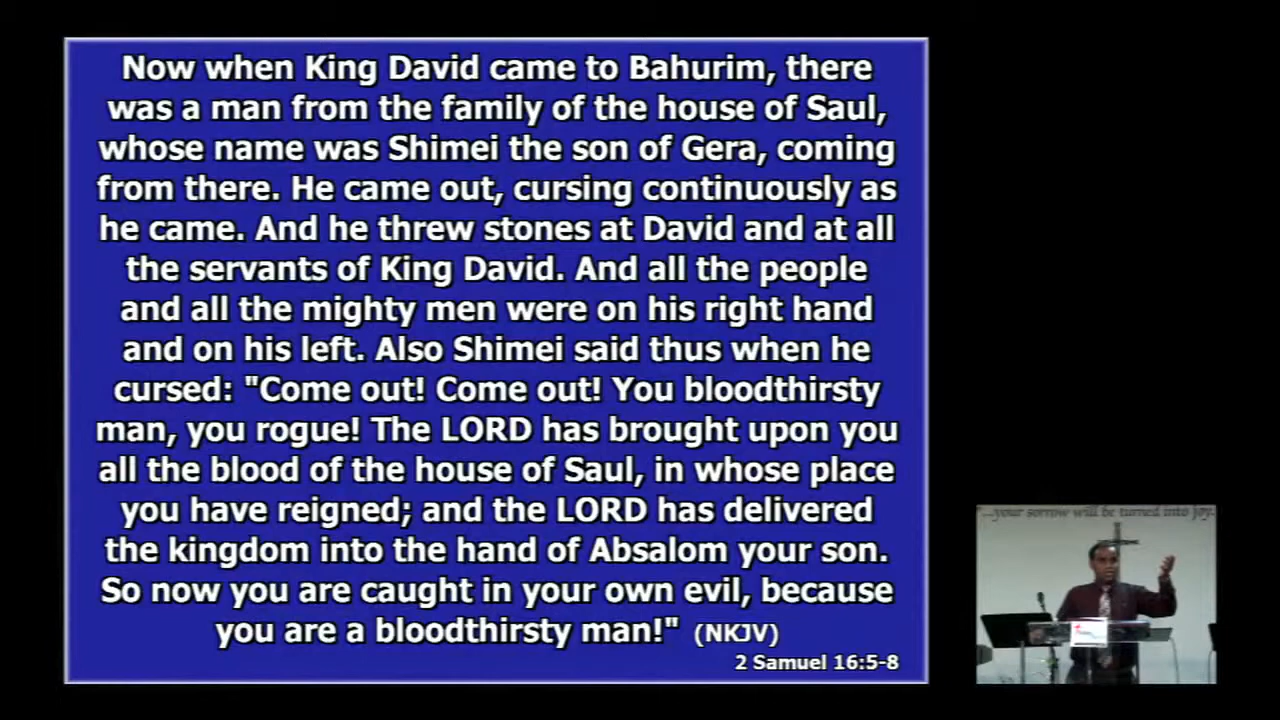 Now when King David came to Bahurim, there
was a man from the family of the house of Saul,
whose name was Shimei the son of Gera, coming
from there. He came out, cursing continuously as
he came. And he threw stones at David and at all
the servants of King David. And all the people
and all the mighty men were on his right hand
and on his left. Also Shimei said thus when he
cursed: "Come out! Come out! You bloodthirsty
man, you rogue! The LORD has brought upon you
all the blood of the house of Saul, in whose place
you have reigned; and the LORD has delivered
the kingdom into the hand of Absalom your son.
So now you are caught in your own evil, because
you are a bloodthirsty man!" (NKJV)
2 Samuel 16:5-8
"...your sorrow will be turned into joy.